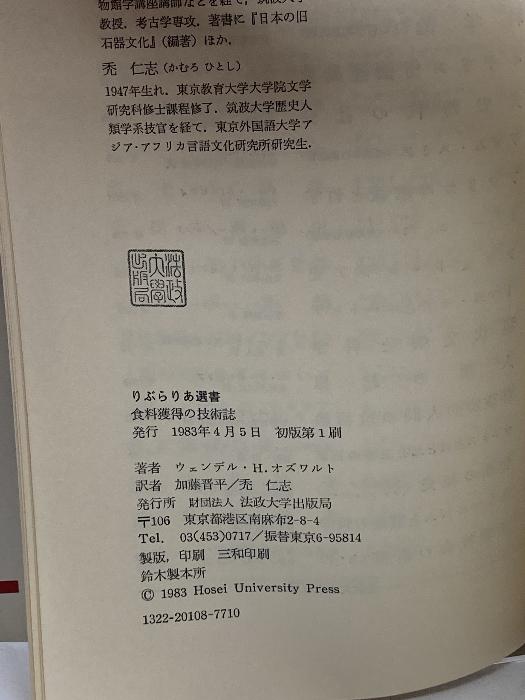 物館学講座講師などを経て，筑波大学
教授．考古学専攻．著書に『日本の旧
石器文化』（編著）ほか．
禿 仁志（かむろ ひとし）
1947年生れ．東京教育大学大学院文学
研究科修士課程修了．筑波大学歴史人
類学系技官を経て，東京外国語大学ア
ジア・アフリカ言語文化研究所研究生．
法政
大學
出版局
りぶらりあ選書
食料獲得の技術誌
発行 1983年4月5日 初版第1刷
著者 ウェンデル・H.オズワルト
訳者 加藤晋平／禿 仁志
発行所 財団法人 法政大学出版局
〒106 東京都港区南麻布2-8-4
Tel. 03(453)0717／振替東京6-95814
製版，印刷 三和印刷
鈴木製本所
© 1983 Hosei University Press
1322-20108-7710